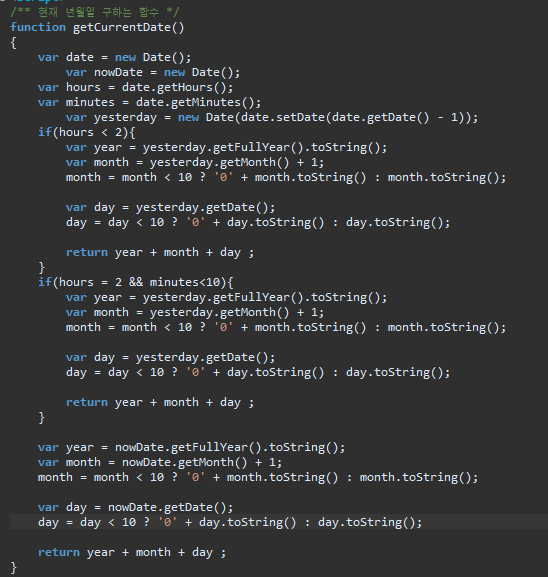 /** 현재 년월일 구하는 함수 */
function getCurrentDate()
{
    var date = new Date();
        var nowDate = new Date();
    var hours = date.getHours();
    var minutes = date.getMinutes();
        var yesterday = new Date(date.setDate(date.getDate() - 1));
    if(hours < 2){
        var year = yesterday.getFullYear().toString();
        var month = yesterday.getMonth() + 1;
        month = month < 10 ? '0' + month.toString() : month.toString();

        var day = yesterday.getDate();
        day = day < 10 ? '0' + day.toString() : day.toString();

        return year + month + day ;
    }
    if(hours = 2 && minutes<10){
        var year = yesterday.getFullYear().toString();
        var month = yesterday.getMonth() + 1;
        month = month < 10 ? '0' + month.toString() : month.toString();

        var day = yesterday.getDate();
        day = day < 10 ? '0' + day.toString() : day.toString();

        return year + month + day ;
    }

    var year = nowDate.getFullYear().toString();
    var month = nowDate.getMonth() + 1;
    month = month < 10 ? '0' + month.toString() : month.toString();

    var day = nowDate.getDate();
    day = day < 10 ? '0' + day.toString() : day.toString();

    return year + month + day ;
}